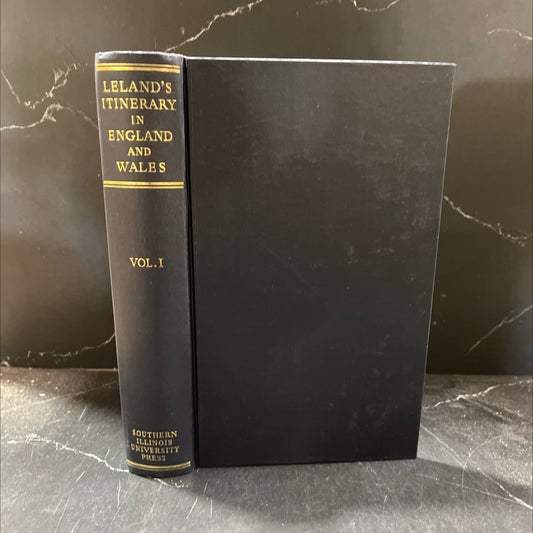 LELAND'S
ITINERARY
IN
ENGLAND
AND
WALES
VOL. I
SOUTHERN
ILLINOIS
UNIVERSITY
PRESS